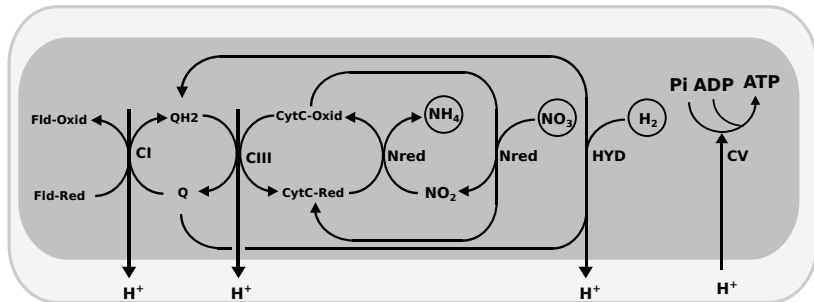 Pi ADP ATP
Fld-Oxid
QH2
CytC-Oxid
NH₄
NO₃
H₂
CI
CIII
Nred
Nred
HYD
CV
Fld-Red
Q
CytC-Red
NO₂
H⁺
H⁺
H⁺
H⁺